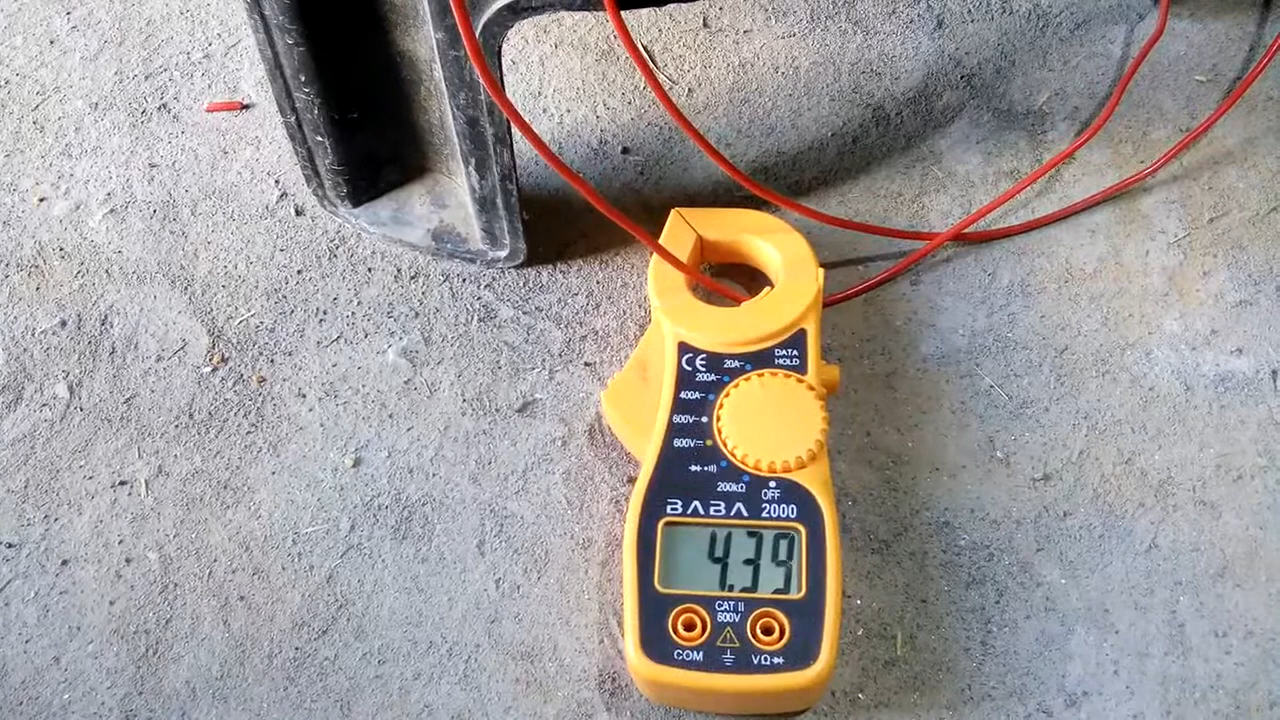 CE
DATA
HOLD
20A~
200A~
400A~
600V~
600V⎓
200kΩ
OFF
BABA 2000
4.39
CAT II
600V
COM
VΩ